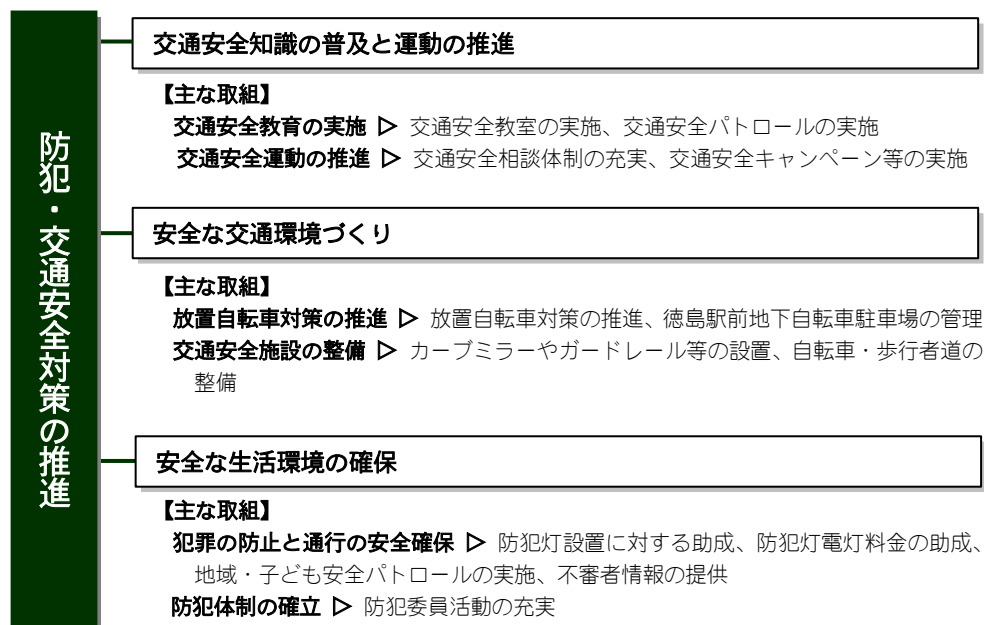 防犯・交通安全対策の推進
交通安全知識の普及と運動の推進
【主な取組】
交通安全教育の実施 ▷ 交通安全教室の実施、交通安全パトロールの実施
交通安全運動の推進 ▷ 交通安全相談体制の充実、交通安全キャンペーン等の実施
安全な交通環境づくり
【主な取組】
放置自転車対策の推進 ▷ 放置自転車対策の推進、徳島駅前地下自転車駐車場の管理
交通安全施設の整備 ▷ カーブミラーやガードレール等の設置、自転車・歩行者道の
整備
安全な生活環境の確保
【主な取組】
犯罪の防止と通行の安全確保 ▷ 防犯灯設置に対する助成、防犯灯電灯料金の助成、
地域・子ども安全パトロールの実施、不審者情報の提供
防犯体制の確立 ▷ 防犯委員活動の充実